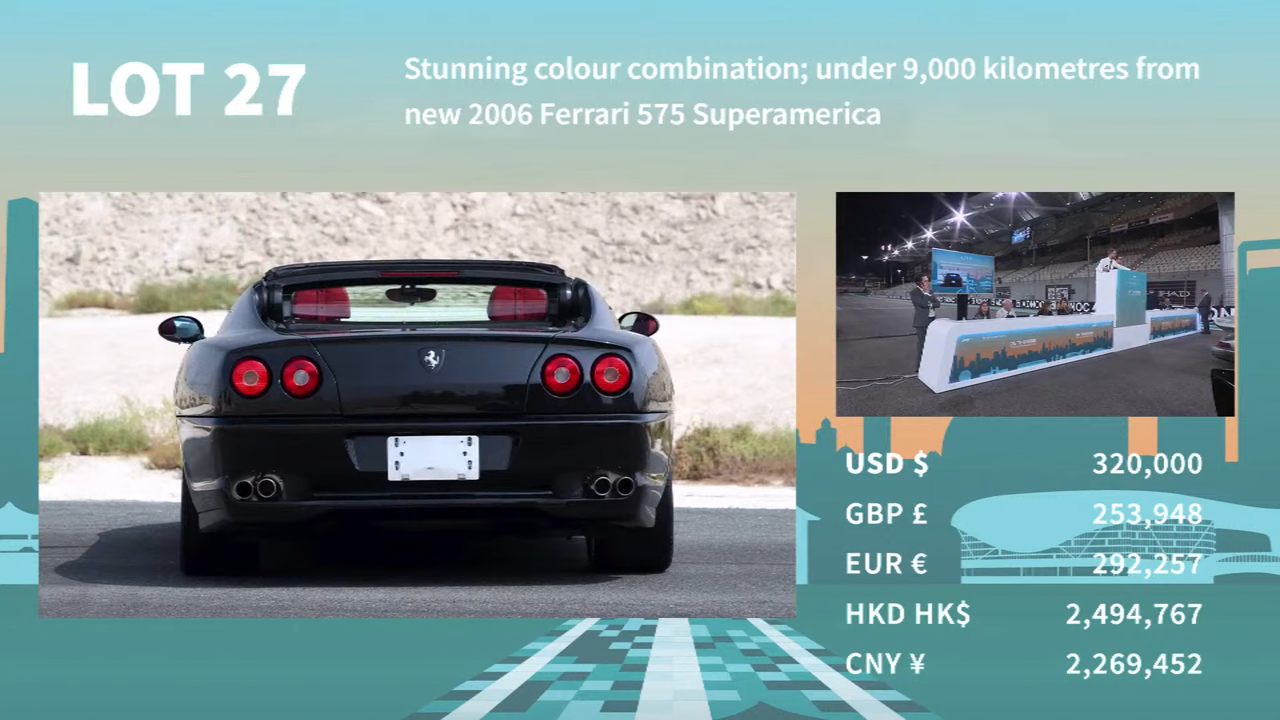 LOT 27
Stunning colour combination; under 9,000 kilometres from
new 2006 Ferrari 575 Superamerica
USD $ 320,000
GBP £ 253,948
EUR € 292,257
HKD HK$ 2,494,767
CNY ¥ 2,269,452